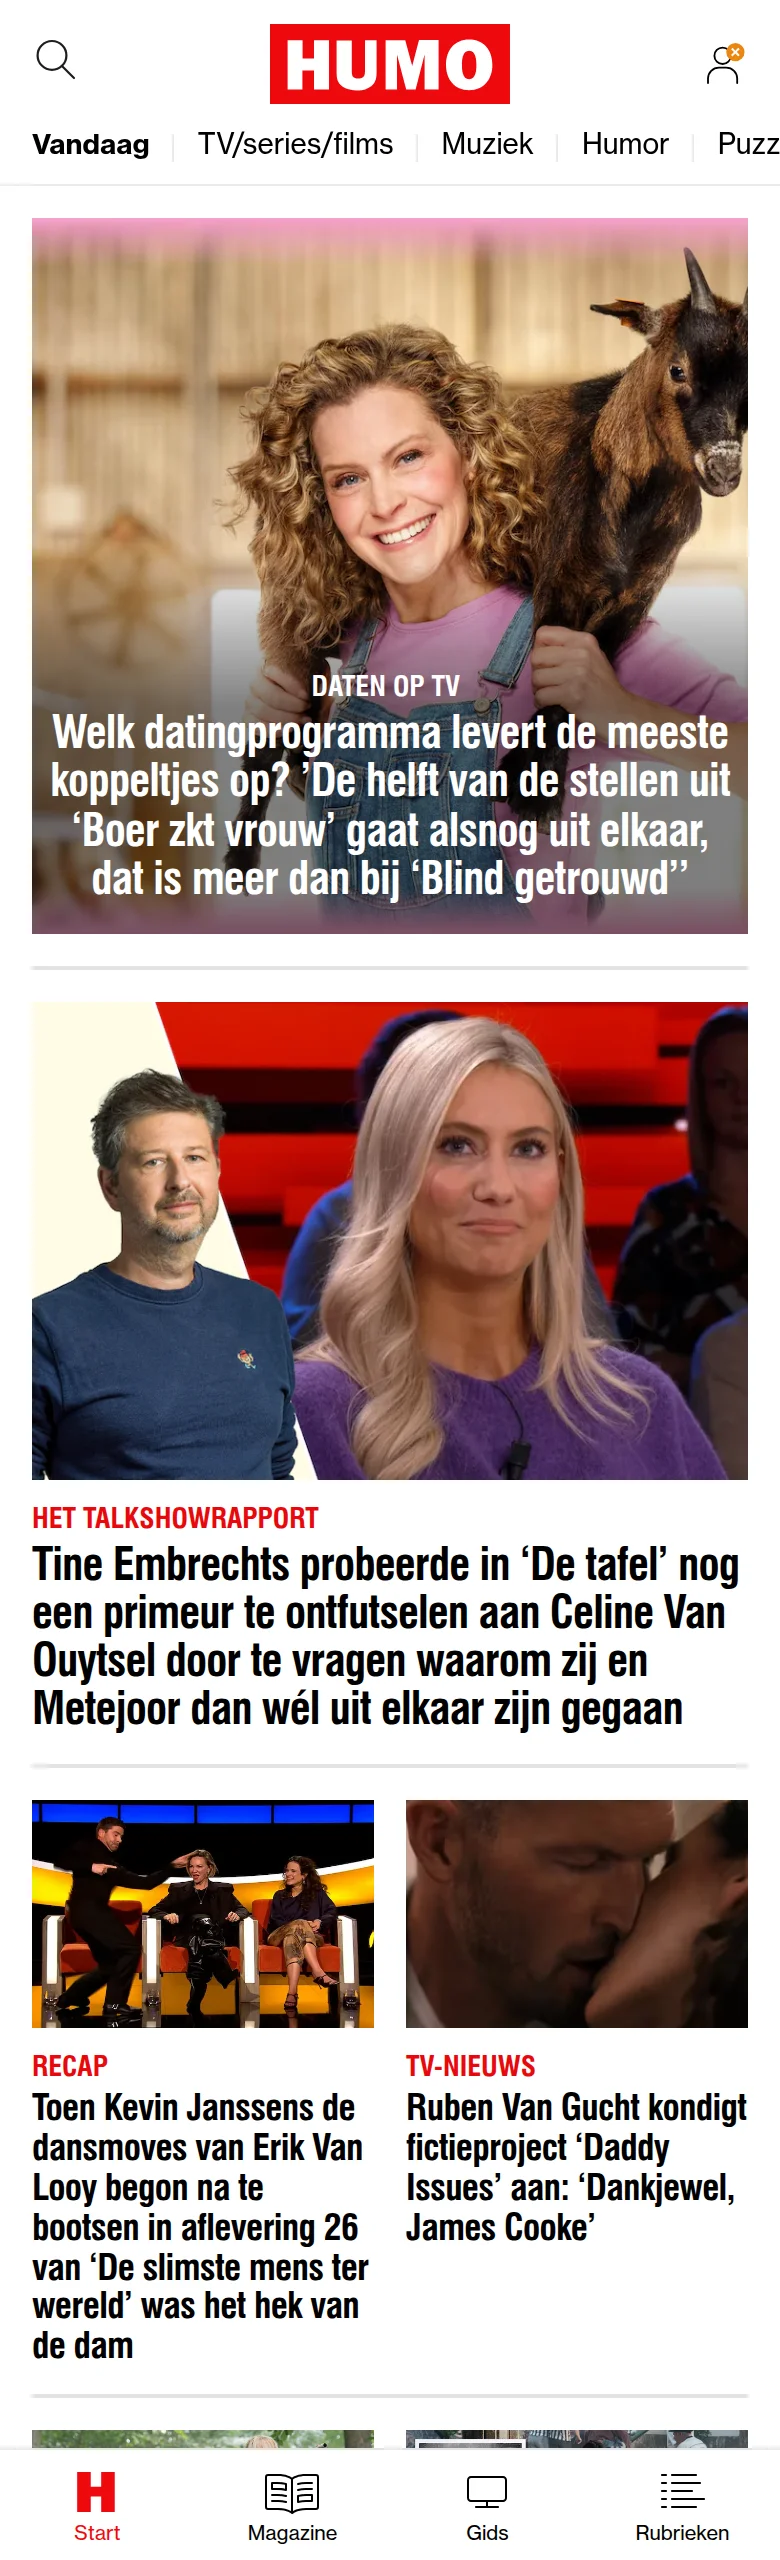 HUMO
Vandaag
TV/series/films
Muziek
Humor
Puzz
DATEN OP TV
Welk datingprogramma levert de meeste
koppeltjes op? ’De helft van de stellen uit
‘Boer zkt vrouw’ gaat alsnog uit elkaar,
dat is meer dan bij ‘Blind getrouwd’’
HET TALKSHOWRAPPORT
Tine Embrechts probeerde in ‘De tafel’ nog
een primeur te ontfutselen aan Celine Van
Ouytsel door te vragen waarom zij en
Metejoor dan wél uit elkaar zijn gegaan
RECAP
Toen Kevin Janssens de
dansmoves van Erik Van
Looy begon na te
bootsen in aflevering 26
van ‘De slimste mens ter
wereld’ was het hek van
de dam
TV-NIEUWS
Ruben Van Gucht kondigt
fictieproject ‘Daddy
Issues’ aan: ‘Dankjewel,
James Cooke’
H
Start
Magazine
Gids
Rubrieken